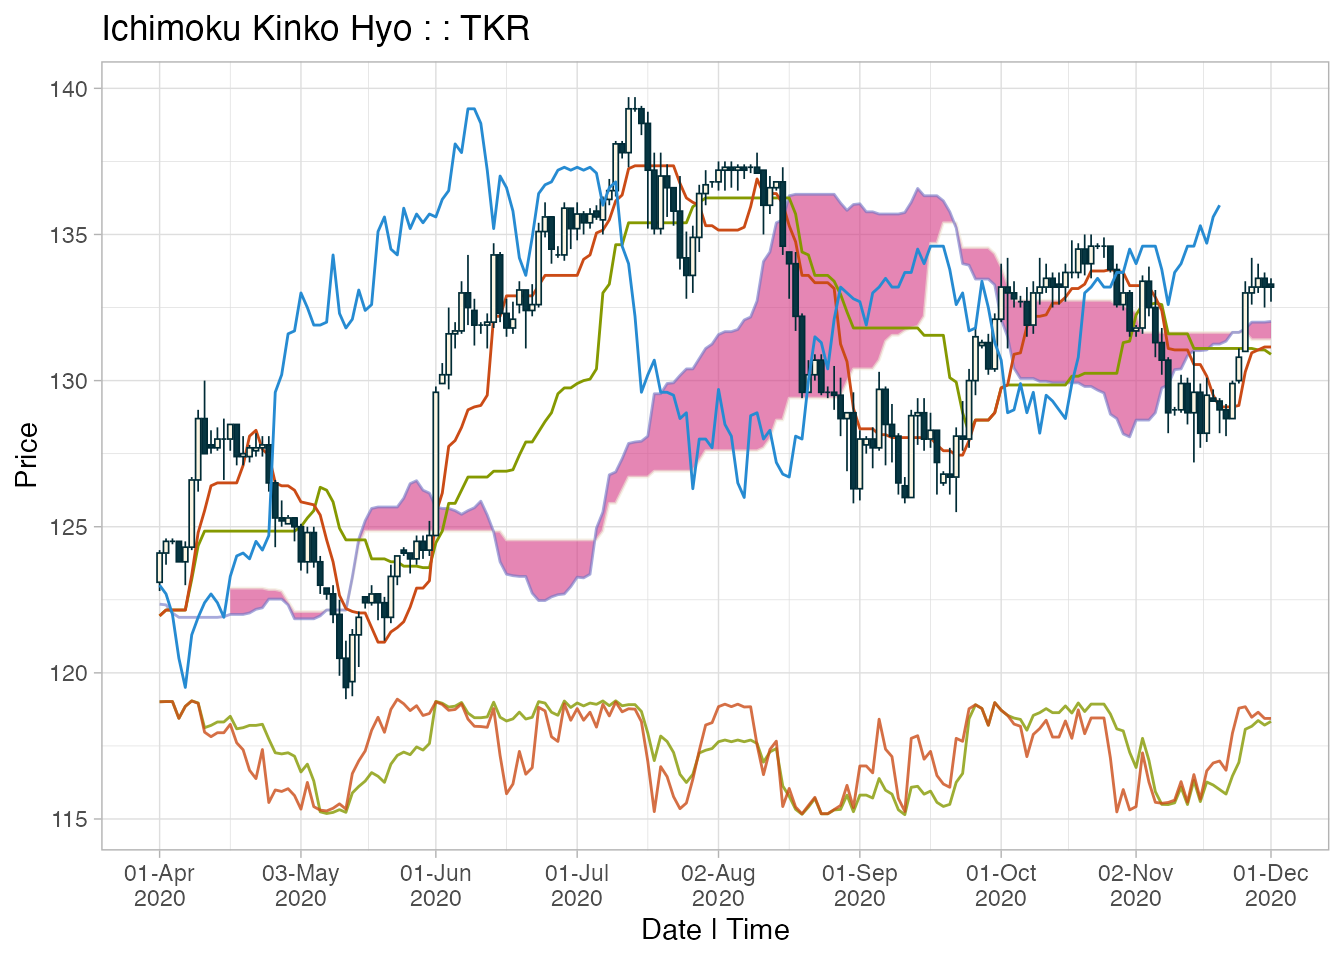 Ichimoku Kinko Hyo : : TKR
140
135
130
125
120
115
Price
01-Apr 03-May 01-Jun 01-Jul 02-Aug 01-Sep 01-Oct 02-Nov 01-Dec
2020 2020 2020 2020 2020 2020 2020 2020 2020
Date | Time